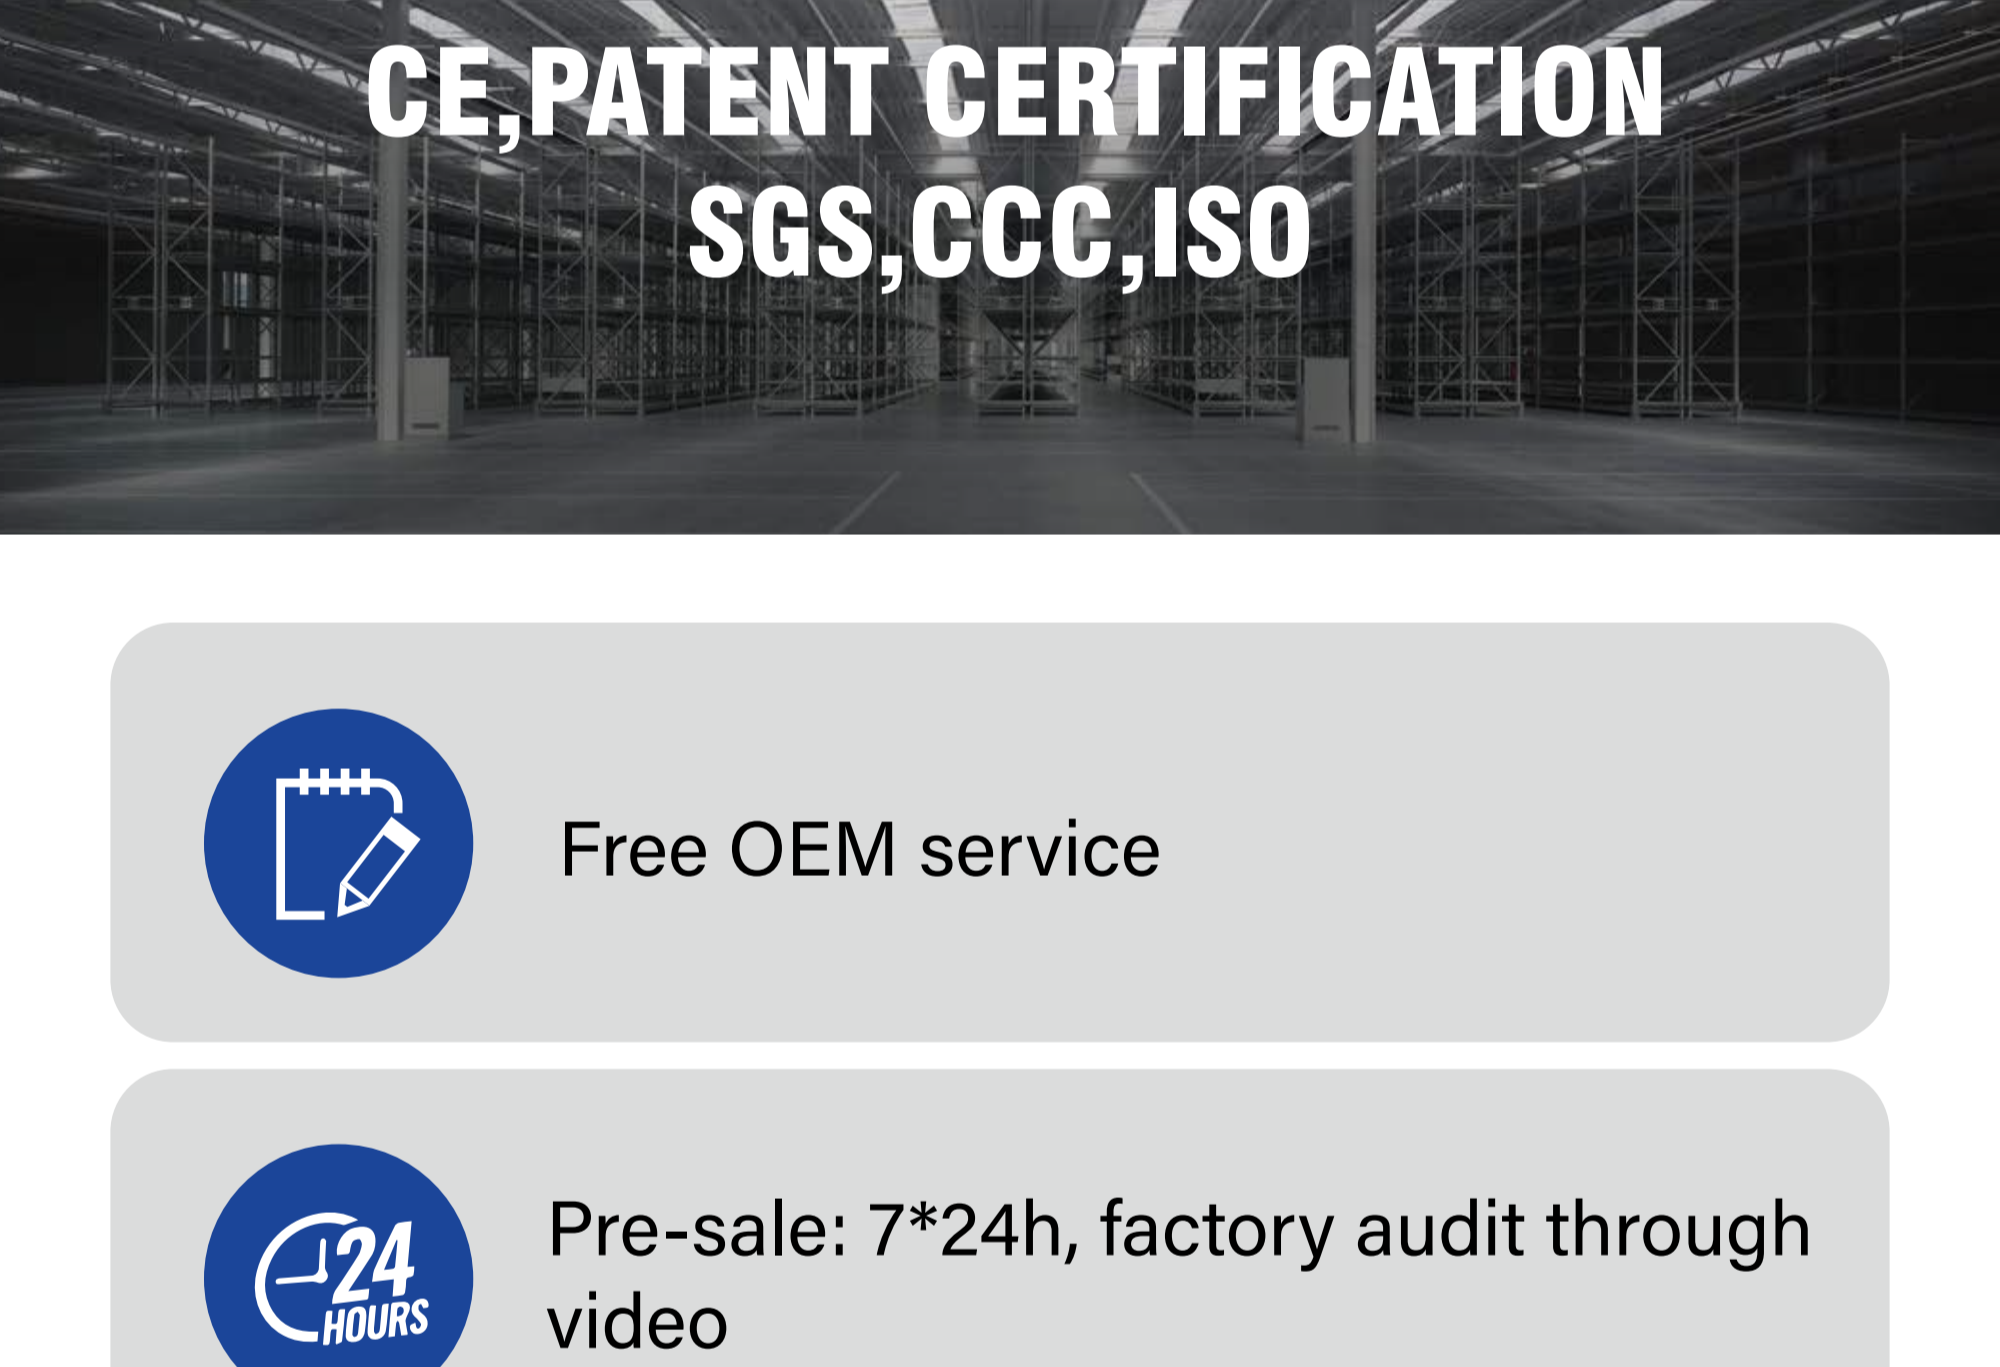 CE,PATENT CERTIFICATION
SGS,CCC,ISO
Free OEM service
24
HOURS
Pre-sale: 7*24h, factory audit through
video